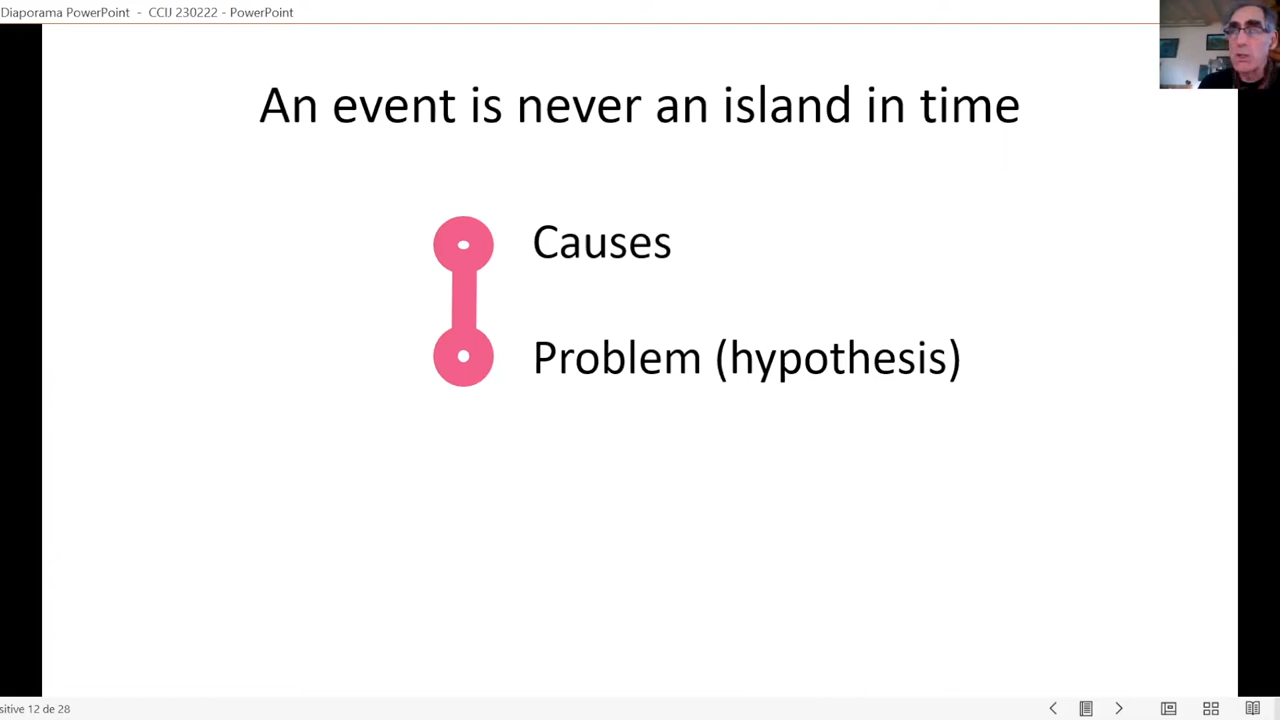 Diaporama PowerPoint - CCIJ 230222 - PowerPoint
An event is never an island in time
Causes
Problem (hypothesis)
sitive 12 de 28